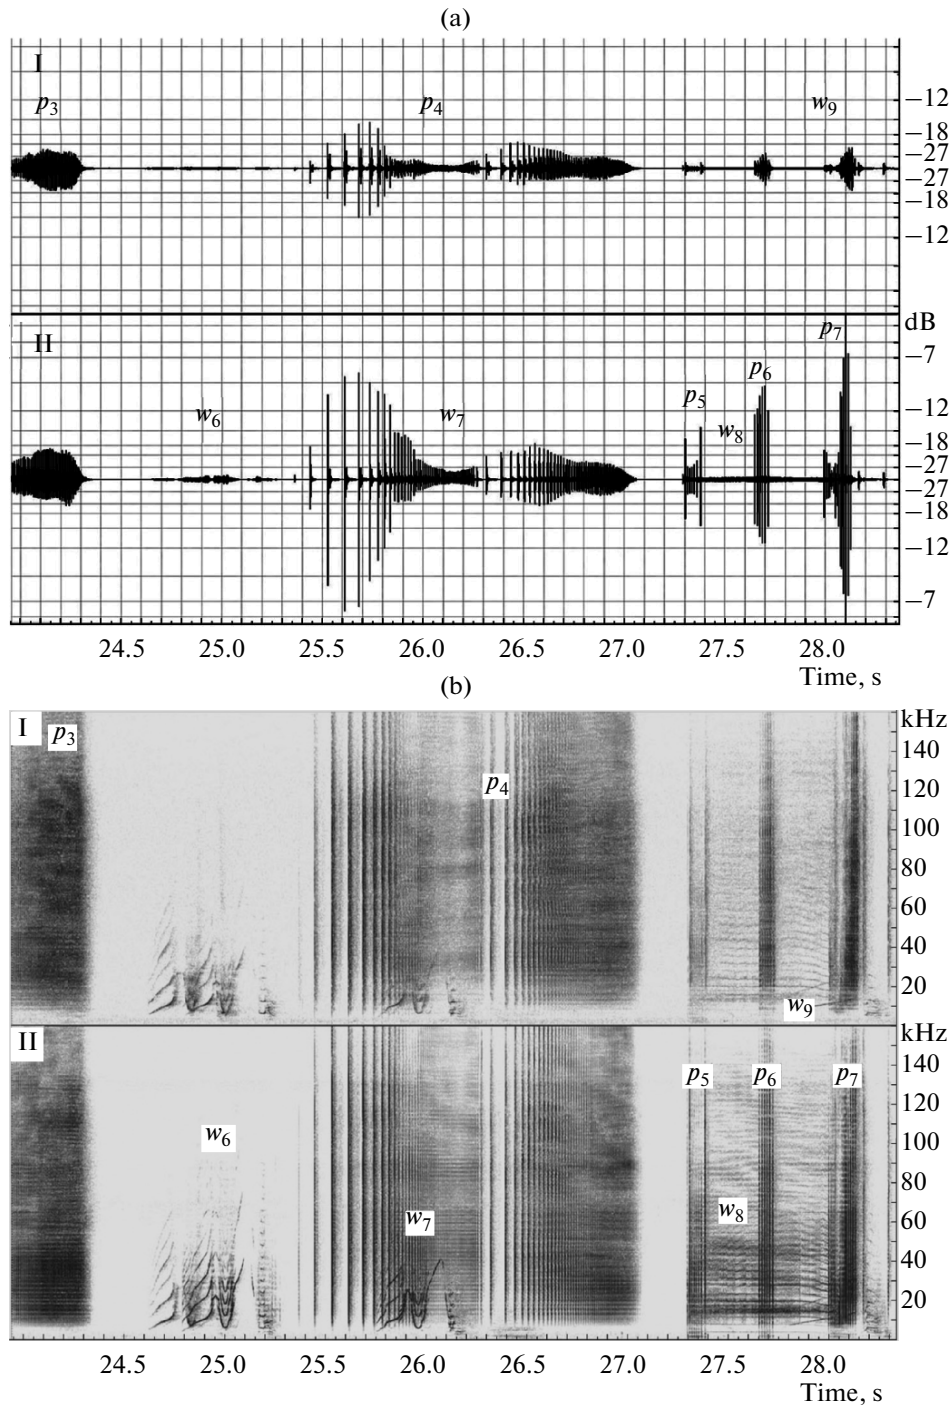 (a)
I
p3 p4 w9
−12
−18
−27
−27
−18
−12
II
dB
p7
−7
p6
w6 w7 p5
−12
w8
−18
−27
−27
−18
−12
−7
24.5 25.0 25.5 26.0 26.5 27.0 27.5 28.0
Time, s
(b)
I
p3
kHz
140
p4
120
100
80
60
40
20
w9
II
kHz
140
p5 p6 p7
120
w6
100
80
w7 w8
60
40
20
24.5 25.0 25.5 26.0 26.5 27.0 27.5 28.0
Time, s